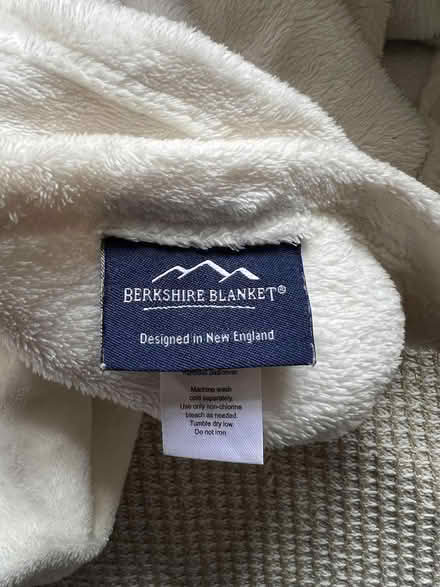 BERKSHIRE BLANKET®
Designed in New England
Machine wash
cold separately.
Use only non-chlorine
bleach as needed.
Tumble dry low.
Do not iron